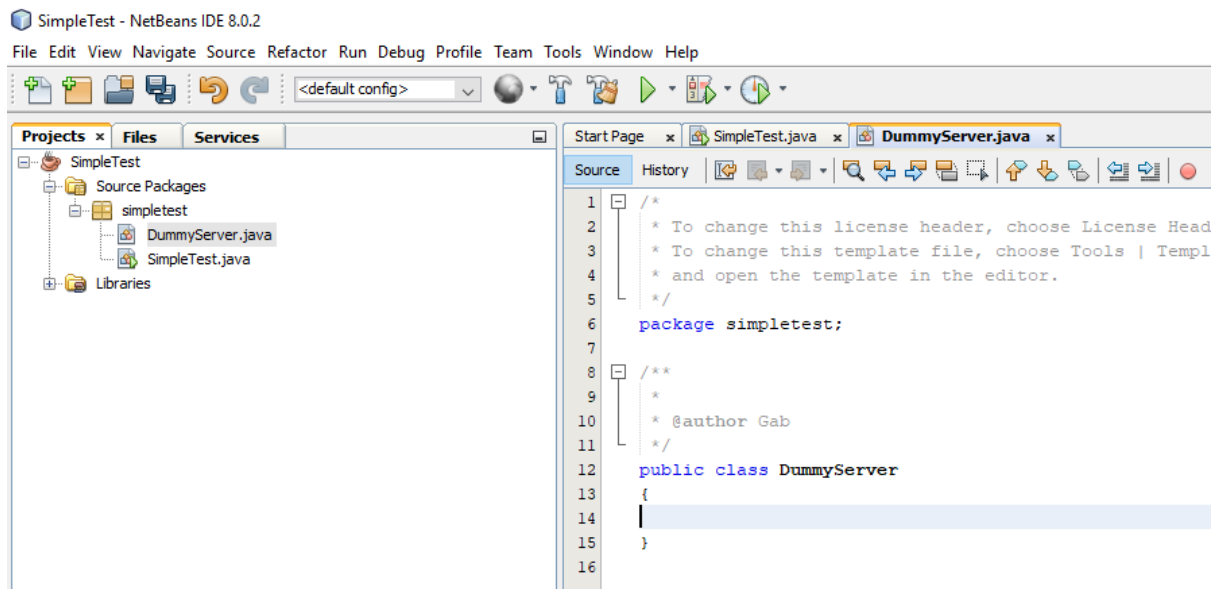 SimpleTest - NetBeans IDE 8.0.2
File Edit View Navigate Source Refactor Run Debug Profile Team Tools Window Help
<default config>
Projects x Files Services
Start Page x SimpleTest.java x DummyServer.java x
SimpleTest
Source Packages
simpletest
DummyServer.java
SimpleTest.java
Libraries
Source History
1 /*
2 * To change this license header, choose License Head
3 * To change this template file, choose Tools | Templ
4 * and open the template in the editor.
5 */
6 package simpletest;
7
8 /**
9 *
10 * @author Gab
11 */
12 public class DummyServer
13 {
14
15 }
16